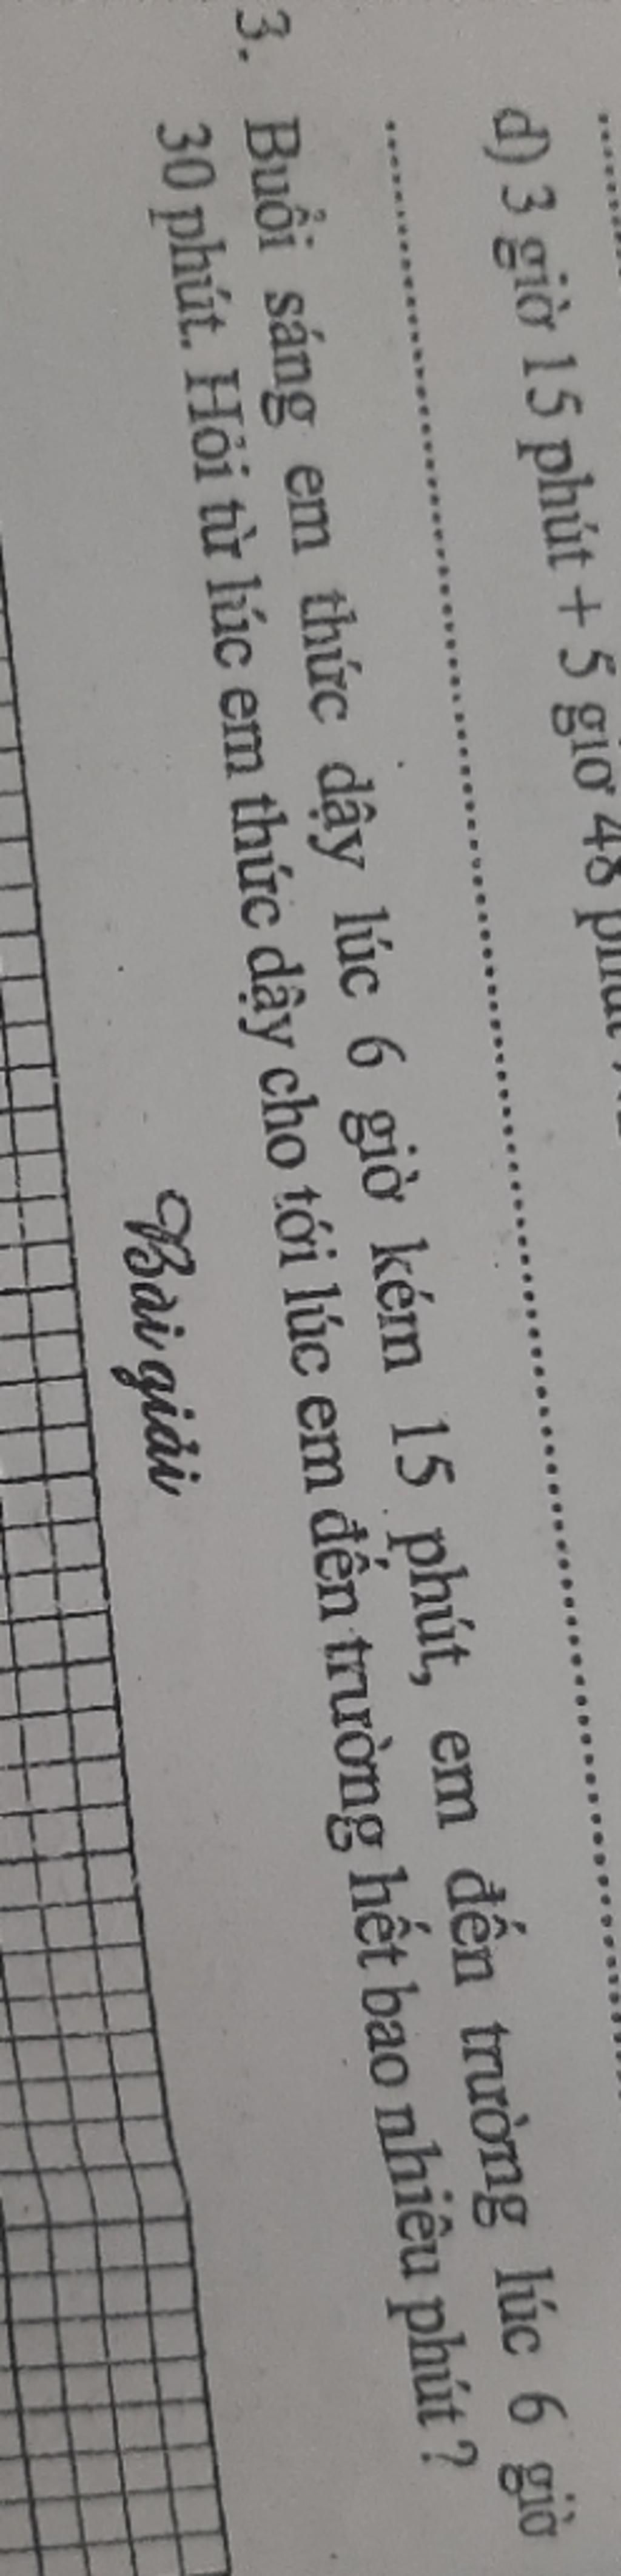 d) 3 giờ 15 phút + 5 giờ 48 phút
3. Buổi sáng em thức dậy lúc 6 giờ kém 15 phút, em đến trường lúc 6 giờ
30 phút. Hỏi từ lúc em thức dậy cho tới lúc em đến trường hết bao nhiêu phút ?
Bài giải